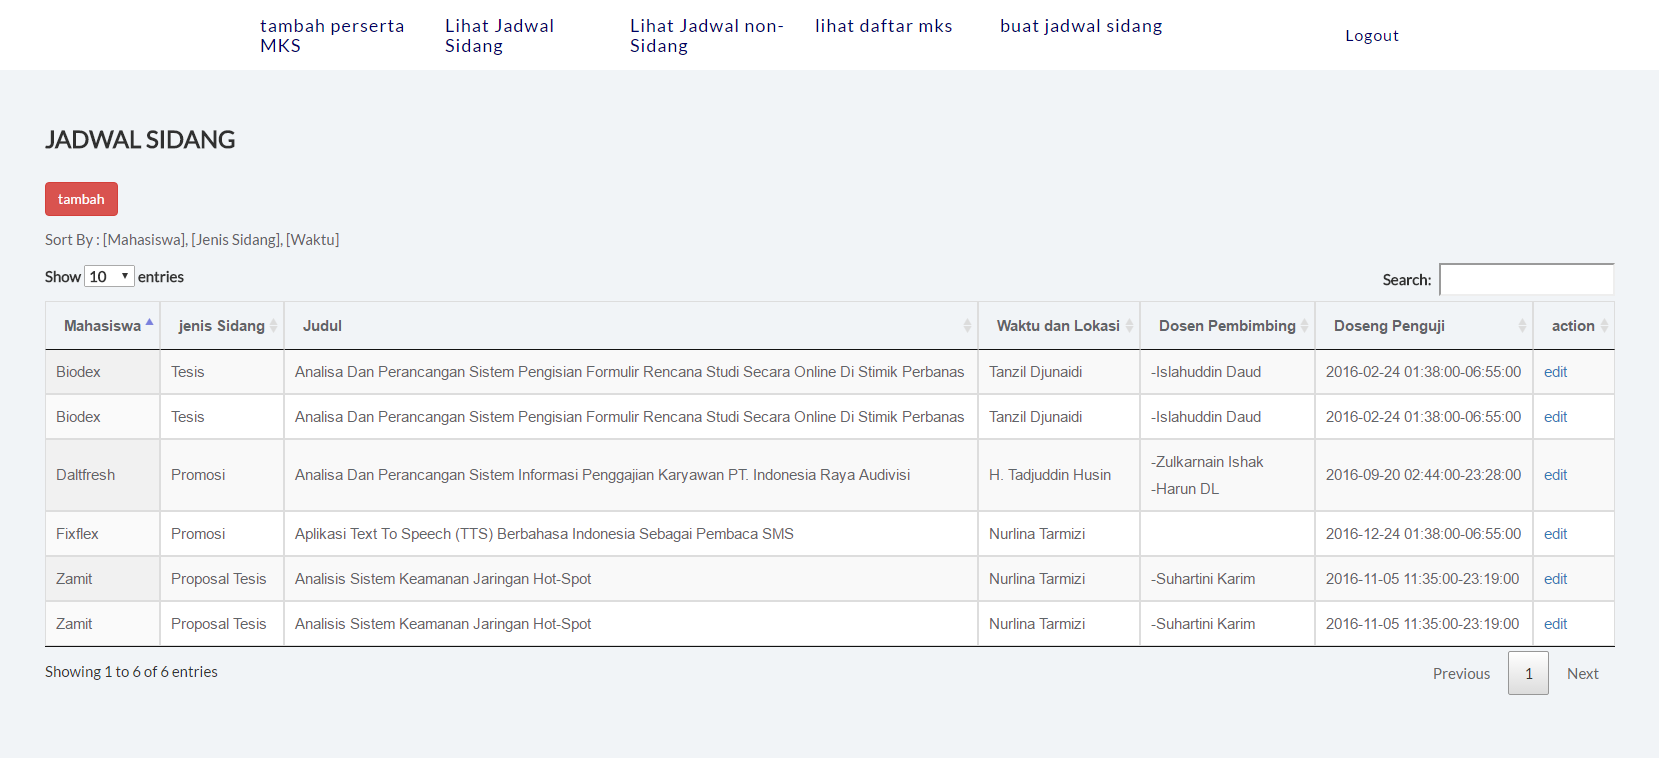 tambah perserta MKS
Lihat Jadwal Sidang
Lihat Jadwal non-Sidang
lihat daftar mks
buat jadwal sidang
Logout
JADWAL SIDANG
tambah
Sort By : [Mahasiswa], [Jenis Sidang], [Waktu]
Show 10 entries
Search:
Mahasiswa jenis Sidang Judul Waktu dan Lokasi Dosen Pembimbing Doseng Penguji action
Biodex Tesis Analisa Dan Perancangan Sistem Pengisian Formulir Rencana Studi Secara Online Di Stimik Perbanas Tanzil Djunaidi -Islahuddin Daud 2016-02-24 01:38:00-06:55:00 edit
Biodex Tesis Analisa Dan Perancangan Sistem Pengisian Formulir Rencana Studi Secara Online Di Stimik Perbanas Tanzil Djunaidi -Islahuddin Daud 2016-02-24 01:38:00-06:55:00 edit
Daltfresh Promosi Analisa Dan Perancangan Sistem Informasi Penggajian Karyawan PT. Indonesia Raya Audivisi H. Tadjuddin Husin -Zulkarnain Ishak -Harun DL 2016-09-20 02:44:00-23:28:00 edit
Fixflex Promosi Aplikasi Text To Speech (TTS) Berbahasa Indonesia Sebagai Pembaca SMS Nurlina Tarmizi 2016-12-24 01:38:00-06:55:00 edit
Zamit Proposal Tesis Analisis Sistem Keamanan Jaringan Hot-Spot Nurlina Tarmizi -Suhartini Karim 2016-11-05 11:35:00-23:19:00 edit
Zamit Proposal Tesis Analisis Sistem Keamanan Jaringan Hot-Spot Nurlina Tarmizi -Suhartini Karim 2016-11-05 11:35:00-23:19:00 edit
Showing 1 to 6 of 6 entries
Previous 1 Next